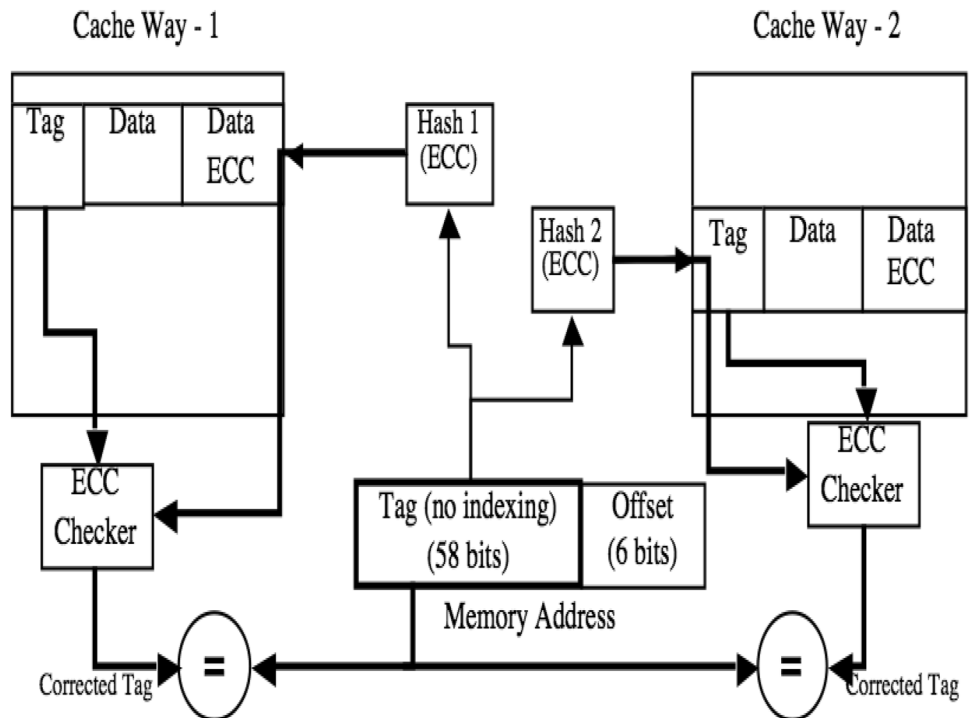 Cache Way - 1
Cache Way - 2
Tag
Data
Data
ECC
Hash 1
(ECC)
Hash 2
(ECC)
Tag
Data
Data
ECC
ECC
Checker
ECC
Checker
Tag (no indexing)
(58 bits)
Offset
(6 bits)
Memory Address
=
=
Corrected Tag
Corrected Tag